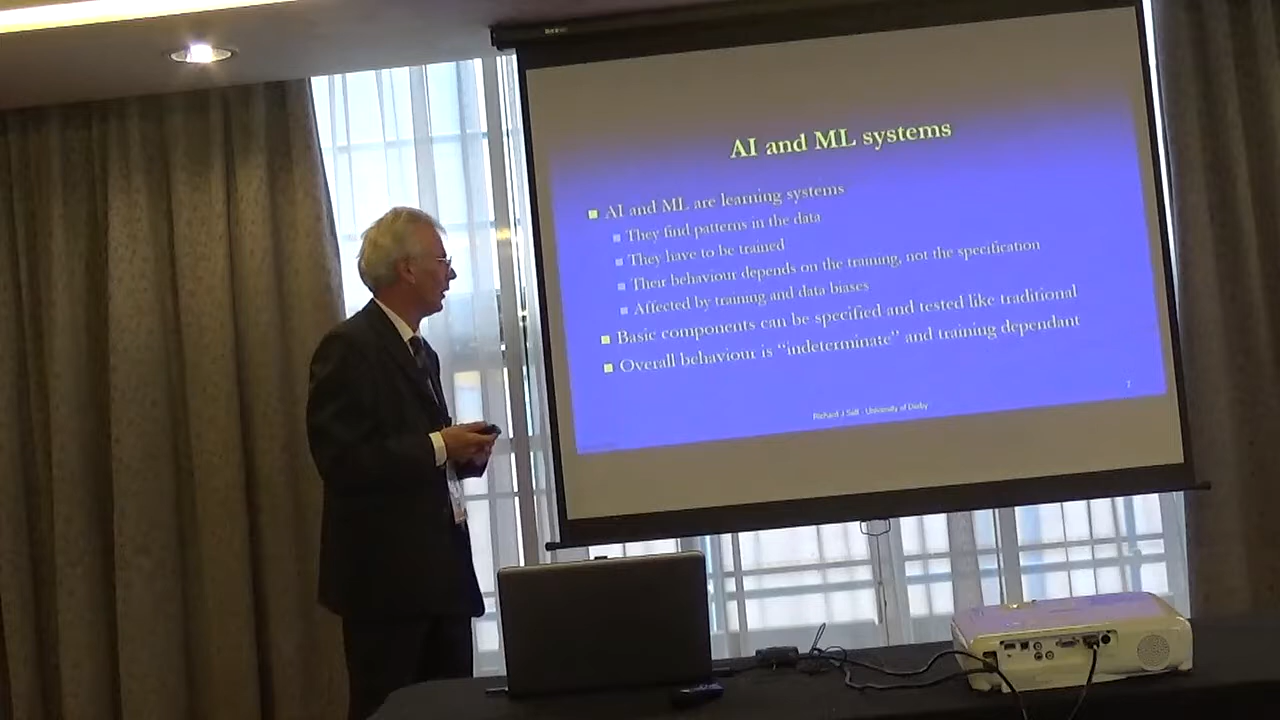 AI and ML systems
AI and ML are learning systems
They find patterns in the data
They have to be trained
Their behaviour depends on the training, not the specification
Affected by training and data biases
Basic components can be specified and tested like traditional
Overall behaviour is “indeterminate” and training dependant
Richard J Self - University of Derby
7